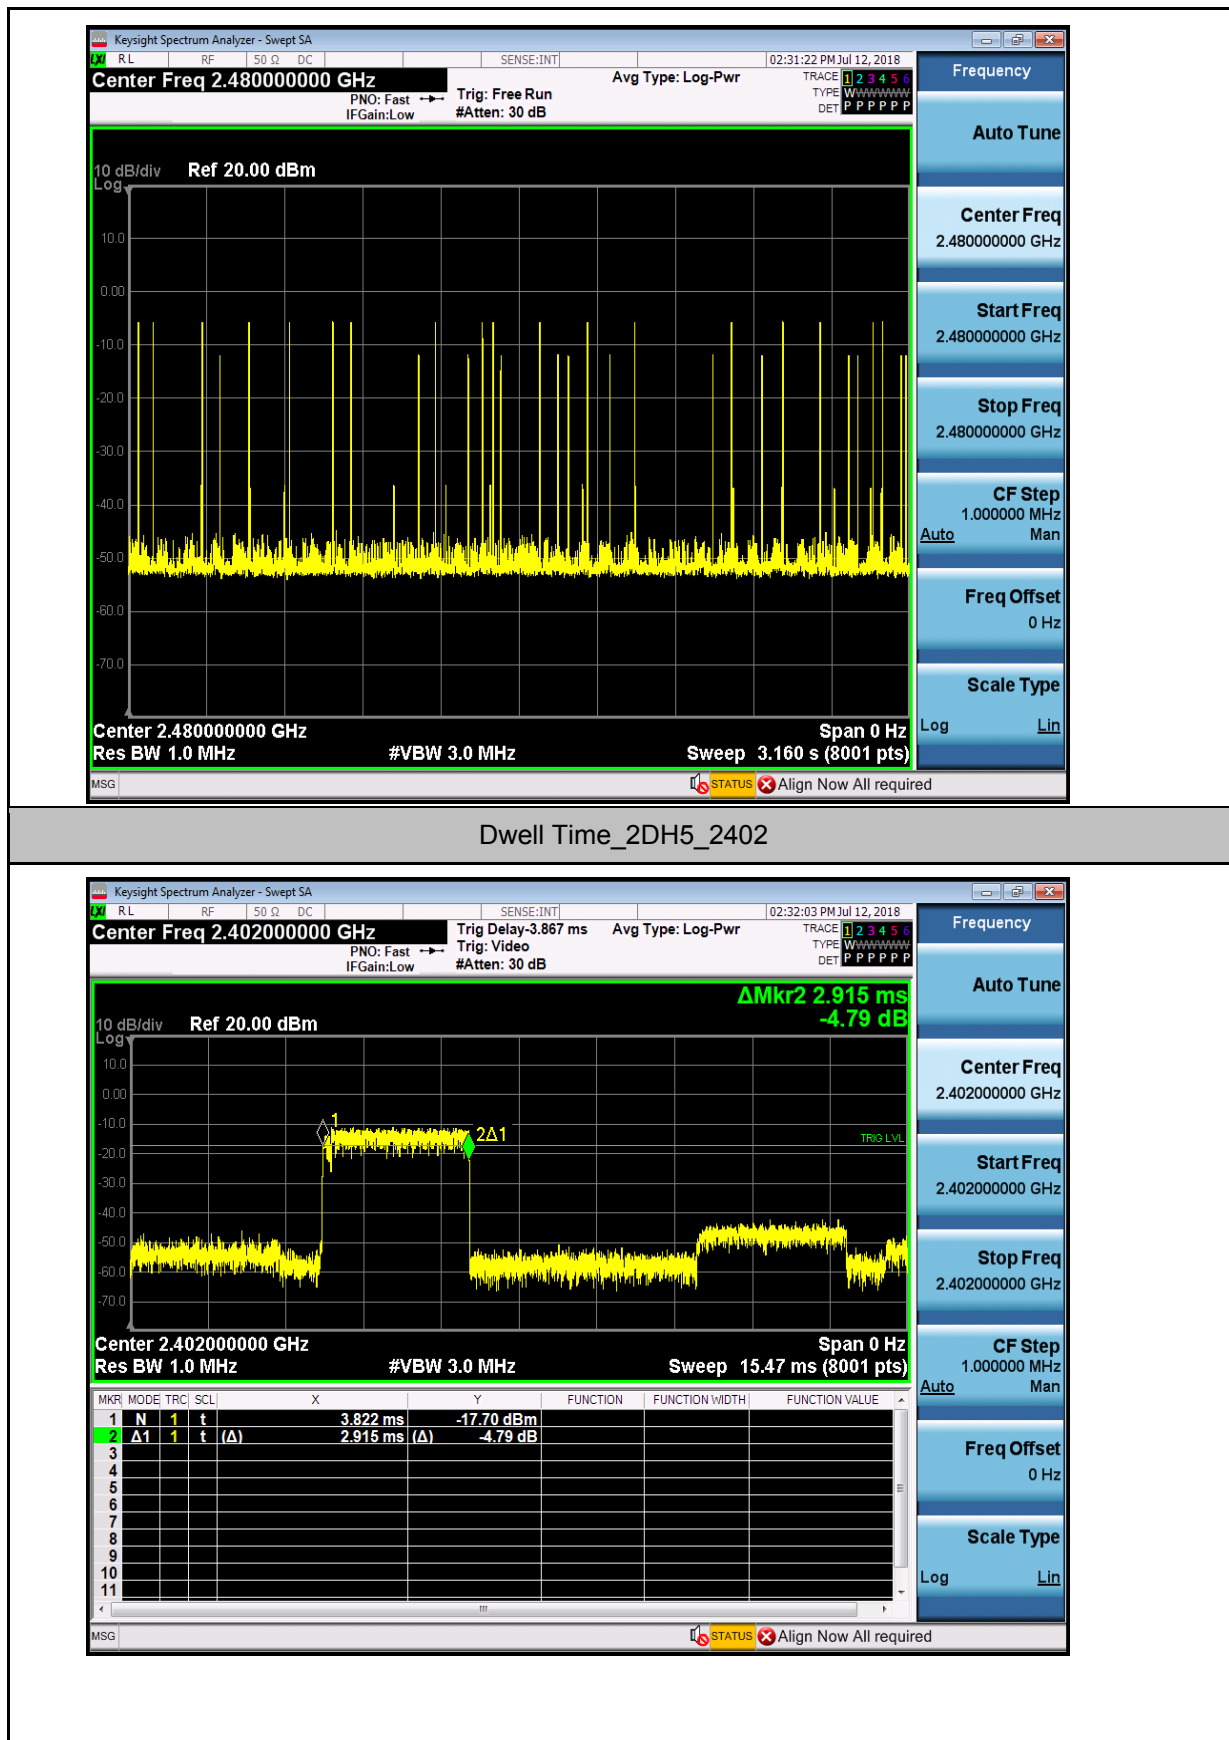 Keysight Spectrum Analyzer - Swept SA
LXI RL RF 50 Ω DC SENSE:INT 02:31:22 PM Jul 12, 2018
Center Freq 2.480000000 GHz
PNO: Fast
IFGain:Low
Trig: Free Run
#Atten: 30 dB
Avg Type: Log-Pwr
TRACE 1 2 3 4 5 6
TYPE WWWWWW
DET P P P P P P
10 dB/div
Log
Ref 20.00 dBm
10.0
0.00
-10.0
-20.0
-30.0
-40.0
-50.0
-60.0
-70.0
Center 2.480000000 GHz
Span 0 Hz
Res BW 1.0 MHz
#VBW 3.0 MHz
Sweep 3.160 s (8001 pts)
MSG
STATUS
Align Now All required
Frequency
Auto Tune
Center Freq
2.480000000 GHz
Start Freq
2.480000000 GHz
Stop Freq
2.480000000 GHz
CF Step
1.000000 MHz
Auto Man
Freq Offset
0 Hz
Scale Type
Log Lin
Dwell Time_2DH5_2402
Keysight Spectrum Analyzer - Swept SA
LXI RL RF 50 Ω DC SENSE:INT 02:32:03 PM Jul 12, 2018
Center Freq 2.402000000 GHz
PNO: Fast
IFGain:Low
Trig Delay-3.867 ms
Trig: Video
#Atten: 30 dB
Avg Type: Log-Pwr
TRACE 1 2 3 4 5 6
TYPE WWWWWW
DET P P P P P P
ΔMkr2 2.915 ms
-4.79 dB
10 dB/div
Log
Ref 20.00 dBm
10.0
0.00
-10.0
-20.0
-30.0
-40.0
-50.0
-60.0
-70.0
1
2Δ1
TRIG LVL
Center 2.402000000 GHz
Span 0 Hz
Res BW 1.0 MHz
#VBW 3.0 MHz
Sweep 15.47 ms (8001 pts)
MKR MODE TRC SCL X Y FUNCTION FUNCTION WIDTH FUNCTION VALUE
1 N 1 t 3.822 ms -17.70 dBm
2 Δ1 1 t (Δ) 2.915 ms (Δ) -4.79 dB
3
4
5
6
7
8
9
10
11
MSG
STATUS
Align Now All required
Frequency
Auto Tune
Center Freq
2.402000000 GHz
Start Freq
2.402000000 GHz
Stop Freq
2.402000000 GHz
CF Step
1.000000 MHz
Auto Man
Freq Offset
0 Hz
Scale Type
Log Lin